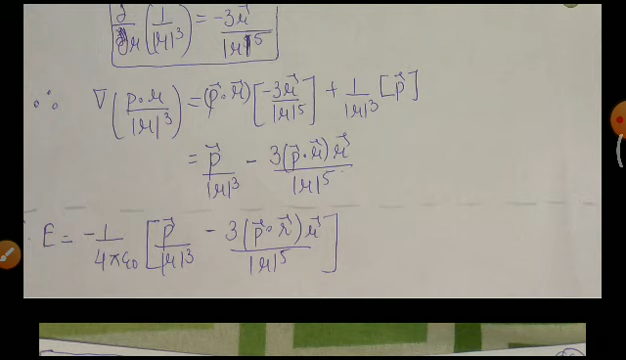 ∂/∂r (1/|r|³) = -3r⃗/|r|⁵
∴ ∇(p·r/|r|³) = (p⃗·r⃗)[-3r⃗/|r|⁵] + 1/|r|³ [p⃗]
= p⃗/|r|³ - 3(p⃗·r⃗)r⃗/|r|⁵
E = -1/4πε₀ [p⃗/|r|³ - 3(p⃗·r⃗)r⃗/|r|⁵]